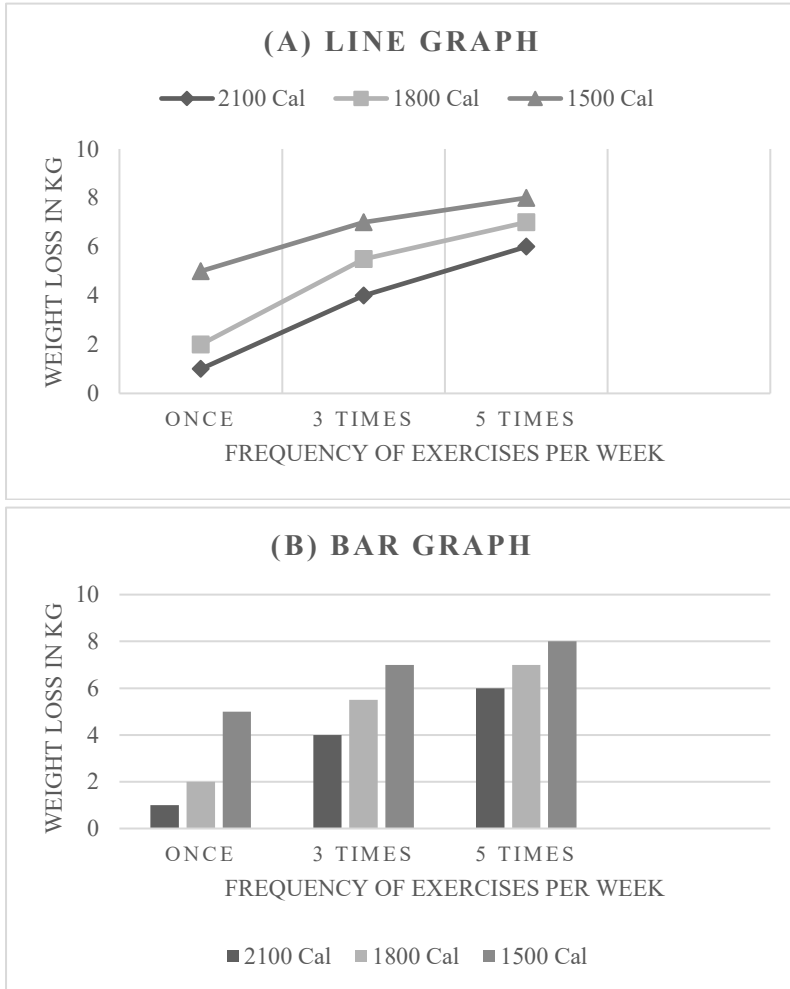 (A) LINE GRAPH
2100 Cal 1800 Cal 1500 Cal
WEIGHT LOSS IN KG
10
8
6
4
2
0
ONCE 3 TIMES 5 TIMES
FREQUENCY OF EXERCISES PER WEEK
(B) BAR GRAPH
WEIGHT LOSS IN KG
10
8
6
4
2
0
ONCE 3 TIMES 5 TIMES
FREQUENCY OF EXERCISES PER WEEK
2100 Cal 1800 Cal 1500 Cal